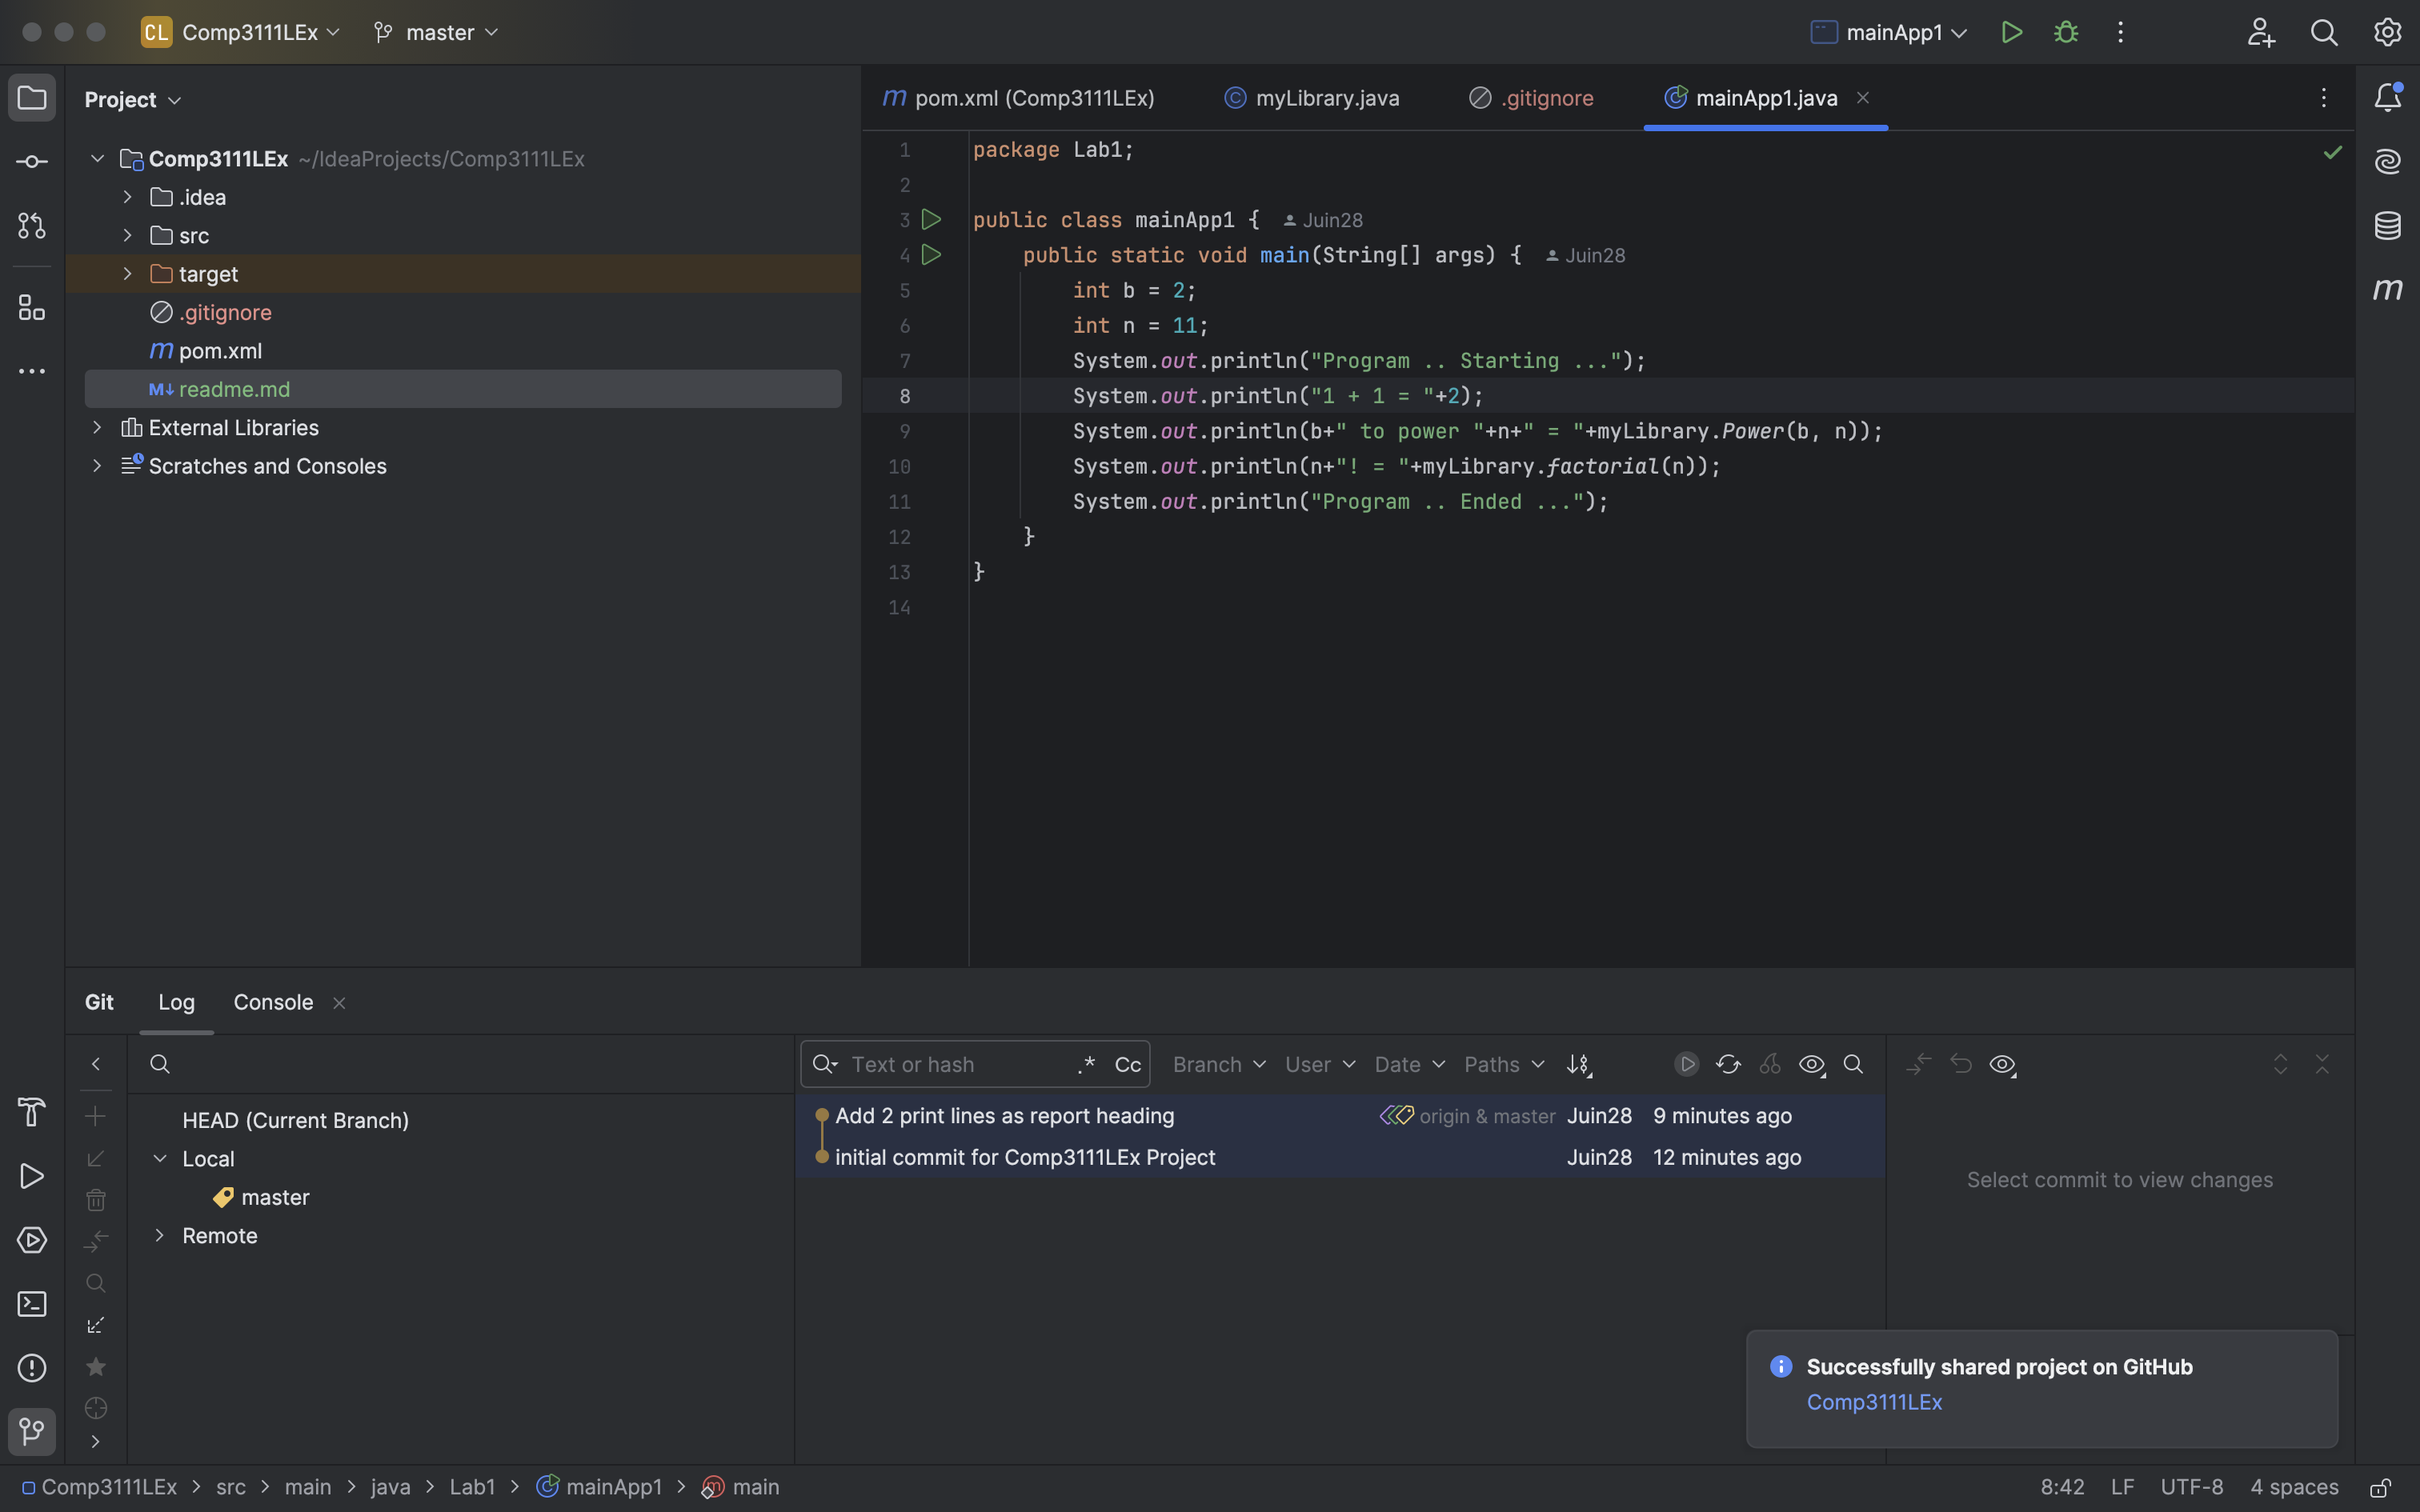 CL Comp3111LEx master mainApp1
Project
Comp3111LEx ~/IdeaProjects/Comp3111LEx
.idea
src
target
.gitignore
m pom.xml
M↓ readme.md
External Libraries
Scratches and Consoles
m pom.xml (Comp3111LEx) © myLibrary.java .gitignore mainApp1.java
1 package Lab1;
2
3 public class mainApp1 { Juin28
4 public static void main(String[] args) { Juin28
5 int b = 2;
6 int n = 11;
7 System.out.println("Program .. Starting ...");
8 System.out.println("1 + 1 = "+2);
9 System.out.println(b+" to power "+n+" = "+myLibrary.Power(b, n));
10 System.out.println(n+"! = "+myLibrary.factorial(n));
11 System.out.println("Program .. Ended ...");
12 }
13 }
14
m
Git Log Console
HEAD (Current Branch)
Local
master
Remote
Text or hash .* Cc Branch User Date Paths
Add 2 print lines as report heading origin & master Juin28 9 minutes ago
initial commit for Comp3111LEx Project Juin28 12 minutes ago
Select commit to view changes
Successfully shared project on GitHub
Comp3111LEx
Comp3111LEx > src > main > java > Lab1 > mainApp1 > m main 8:42 LF UTF-8 4 spaces